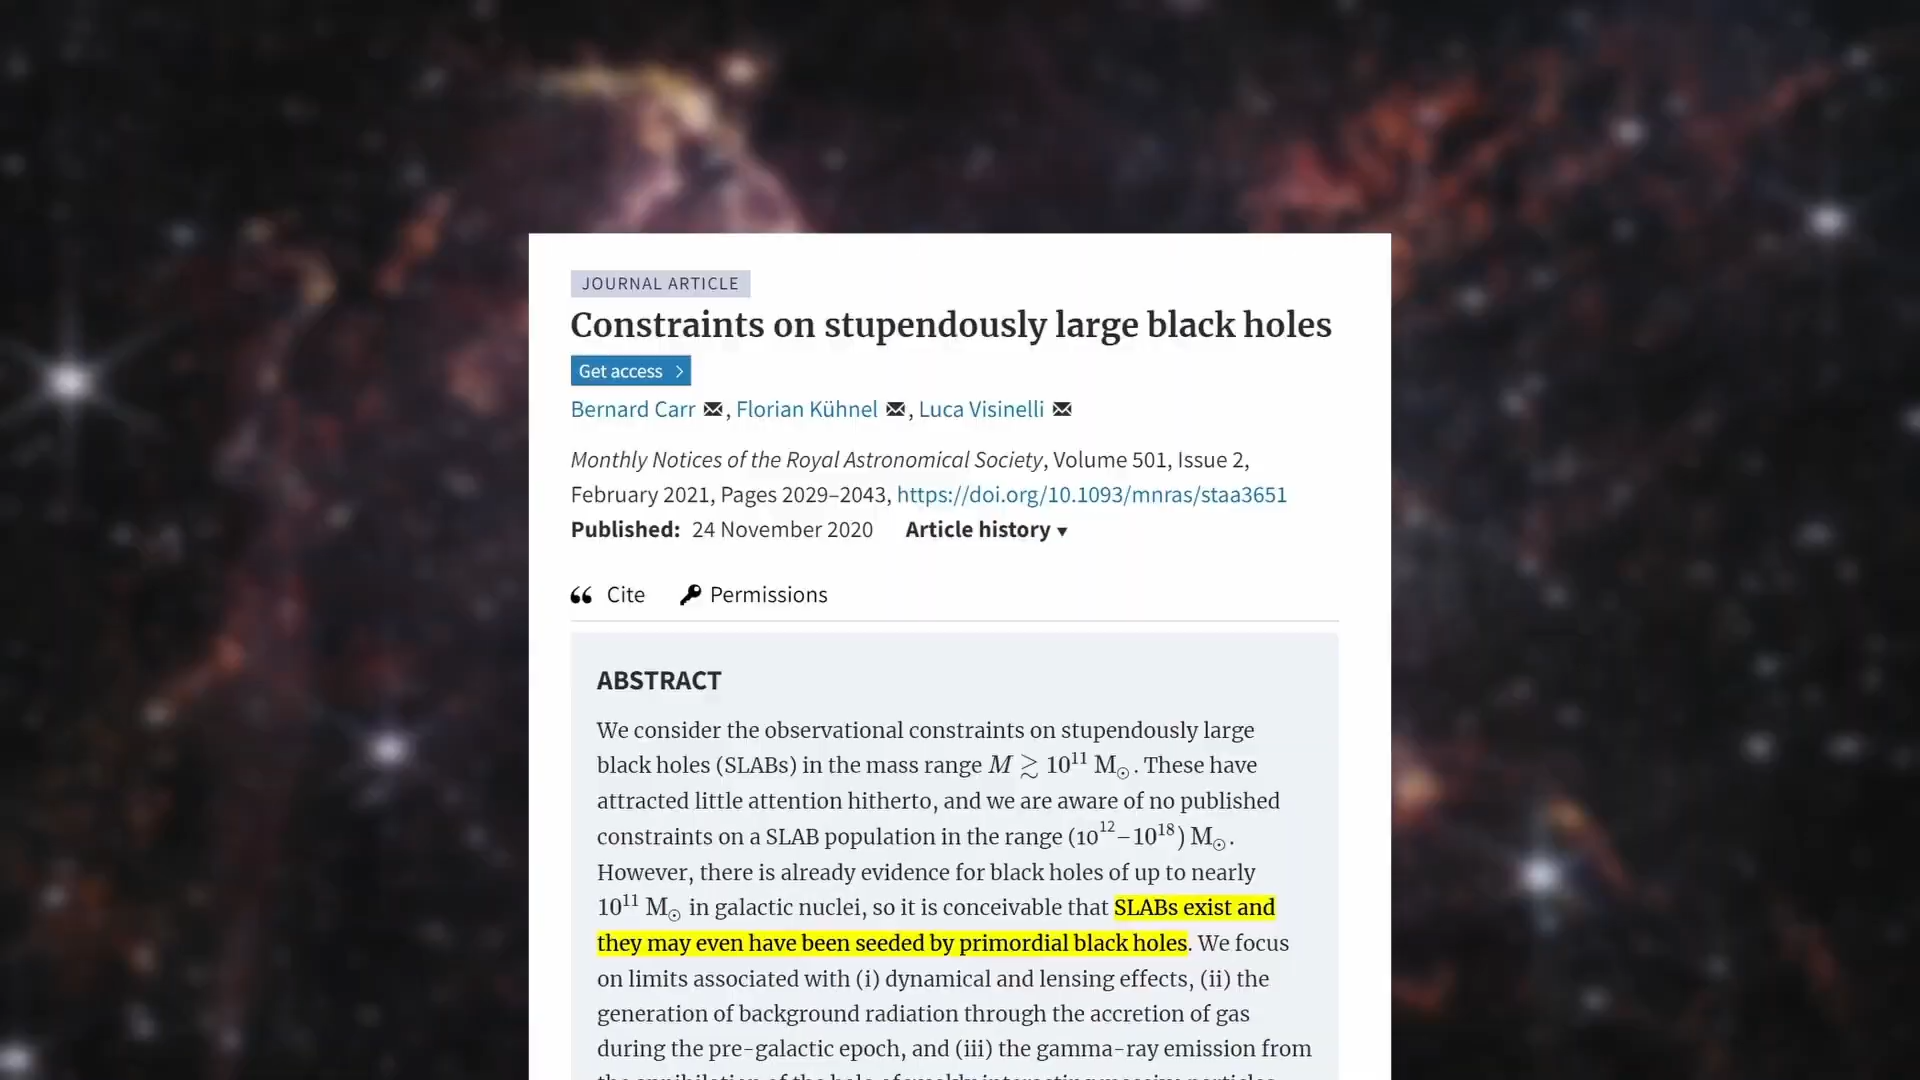 JOURNAL ARTICLE
Constraints on stupendously large black holes
Get access >
Bernard Carr, Florian Kühnel, Luca Visinelli
Monthly Notices of the Royal Astronomical Society, Volume 501, Issue 2,
February 2021, Pages 2029–2043, https://doi.org/10.1093/mnras/staa3651
Published: 24 November 2020 Article history ▾
Cite Permissions
ABSTRACT
We consider the observational constraints on stupendously large
black holes (SLABs) in the mass range M ≳ 10¹¹ M☉. These have
attracted little attention hitherto, and we are aware of no published
constraints on a SLAB population in the range (10¹²–10¹⁸) M☉.
However, there is already evidence for black holes of up to nearly
10¹¹ M☉ in galactic nuclei, so it is conceivable that SLABs exist and
they may even have been seeded by primordial black holes. We focus
on limits associated with (i) dynamical and lensing effects, (ii) the
generation of background radiation through the accretion of gas
during the pre-galactic epoch, and (iii) the gamma-ray emission from